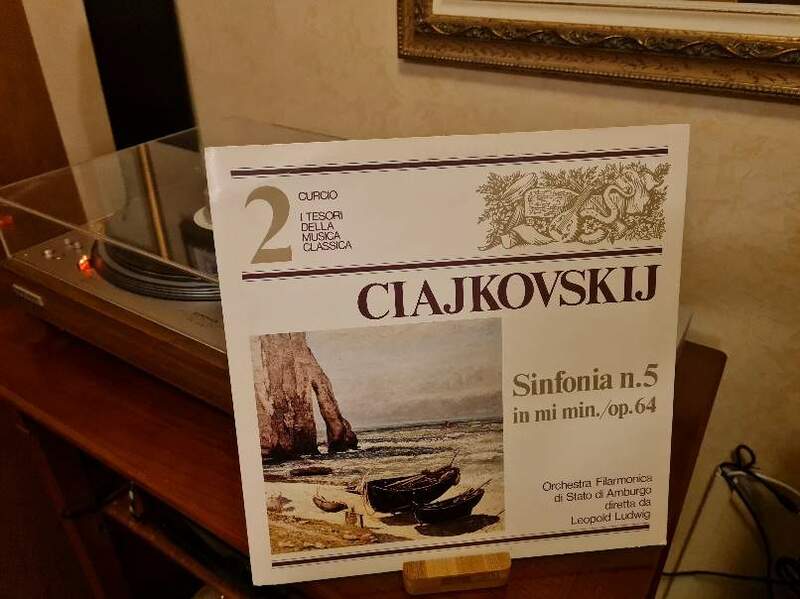 2
CURCIO
I TESORI
DELLA
MUSICA
CLASSICA
CIAJKOVSKIJ
Sinfonia n.5
in mi min./op.64
Orchestra Filarmonica
di Stato di Amburgo
diretta da
Leopold Ludwig